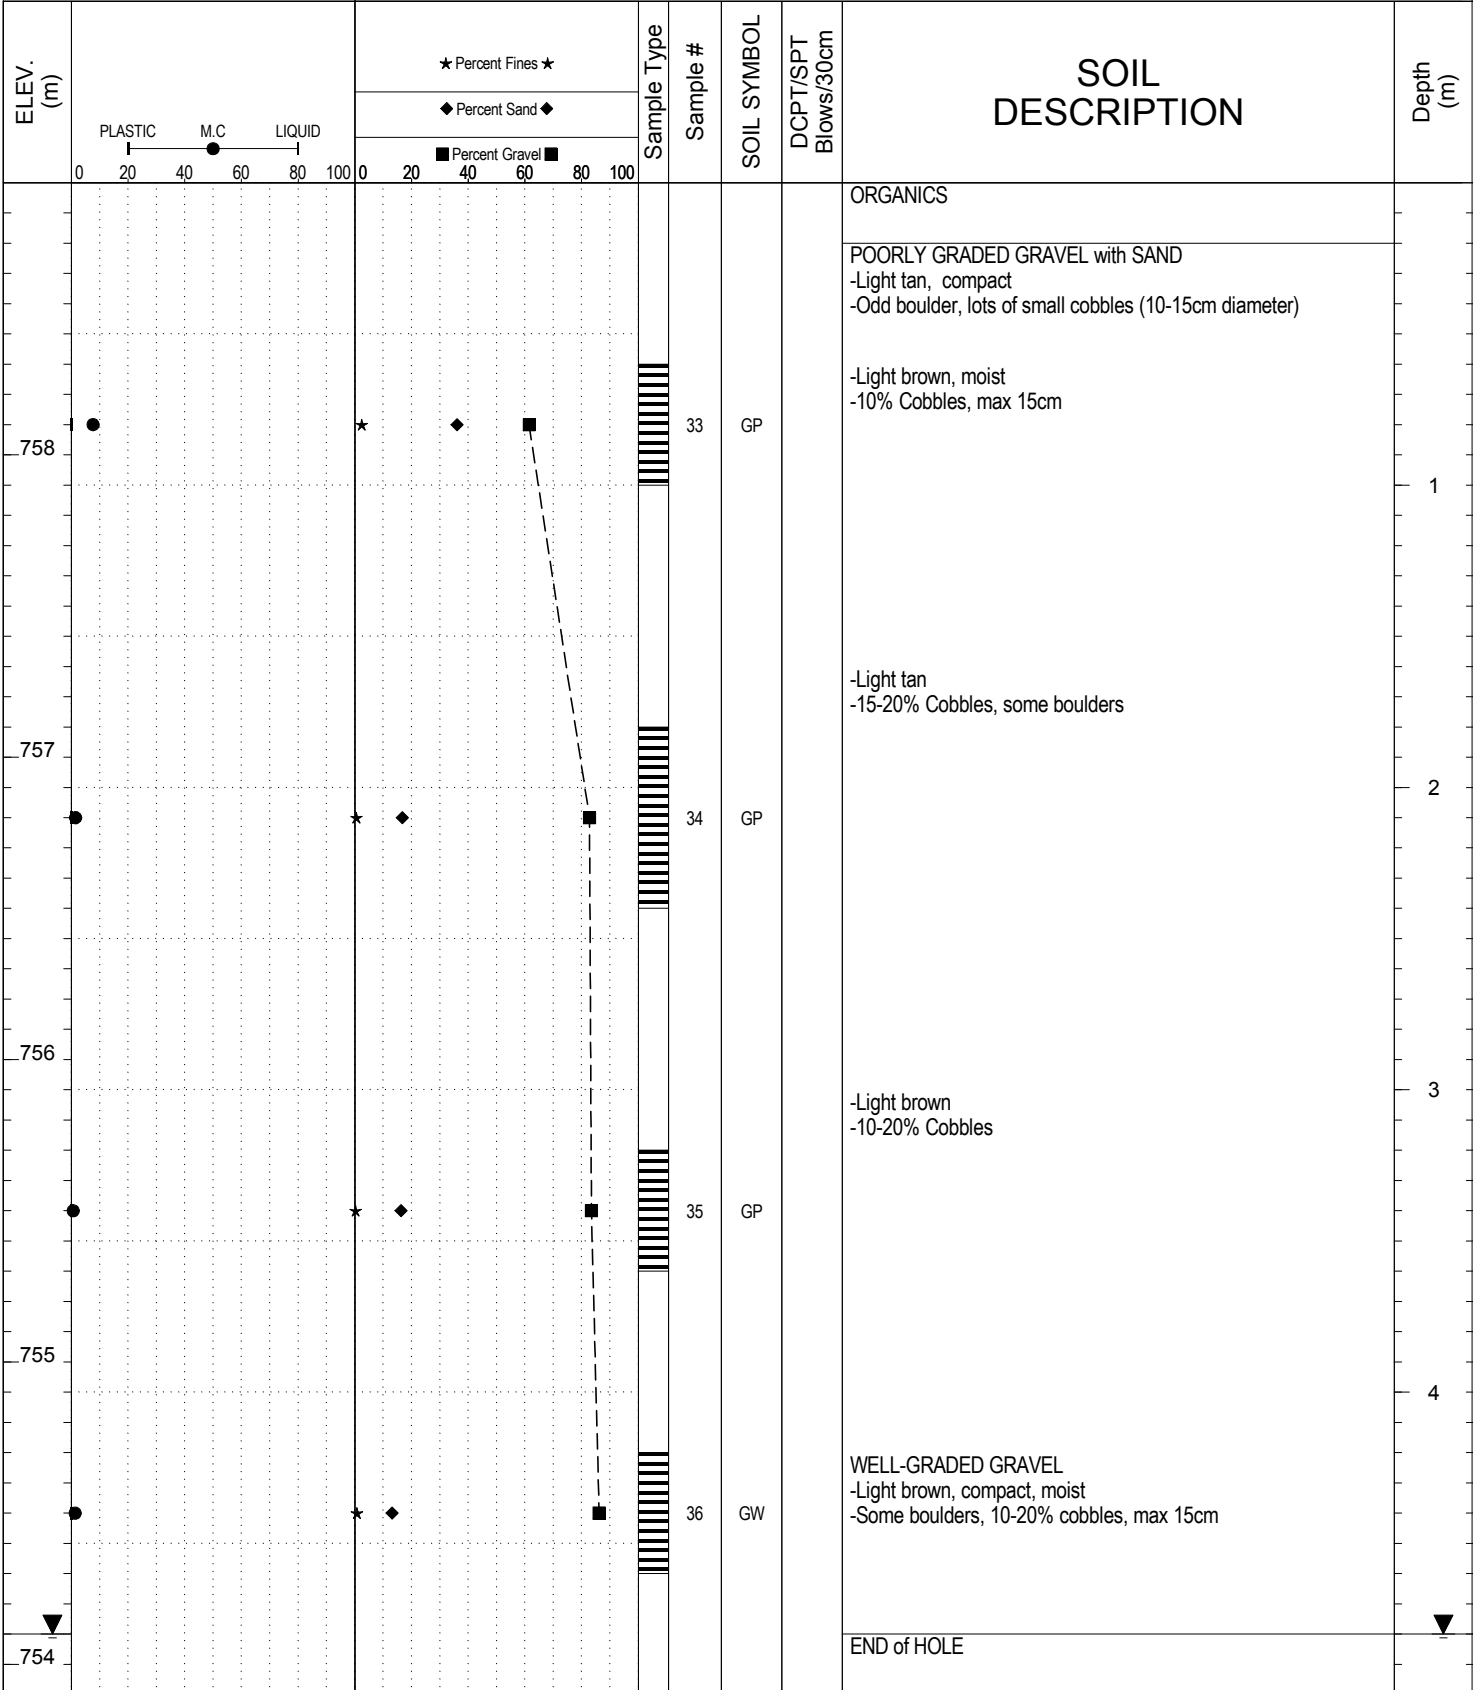 ELEV.
(m)
PLASTIC M.C LIQUID
0 20 40 60 80 100
★ Percent Fines ★
◆ Percent Sand ◆
■ Percent Gravel ■
0 20 40 60 80 100
Sample Type
Sample #
SOIL SYMBOL
DCPT/SPT
Blows/30cm
SOIL
DESCRIPTION
Depth
(m)
ORGANICS
POORLY GRADED GRAVEL with SAND
-Light tan, compact
-Odd boulder, lots of small cobbles (10-15cm diameter)
-Light brown, moist
-10% Cobbles, max 15cm
33 GP
758
1
-Light tan
-15-20% Cobbles, some boulders
757
2
34 GP
756
3
-Light brown
-10-20% Cobbles
35 GP
755
4
WELL-GRADED GRAVEL
-Light brown, compact, moist
-Some boulders, 10-20% cobbles, max 15cm
36 GW
END of HOLE
754